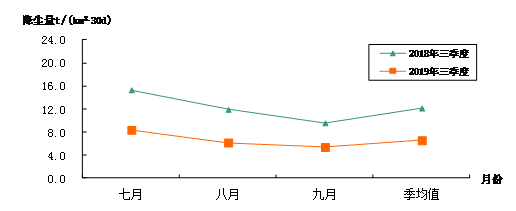 降尘量t/(km²·30d)
24.0
20.0
16.0
12.0
8.0
4.0
0.0
2018年三季度
2019年三季度
七月
八月
九月
季均值
月份